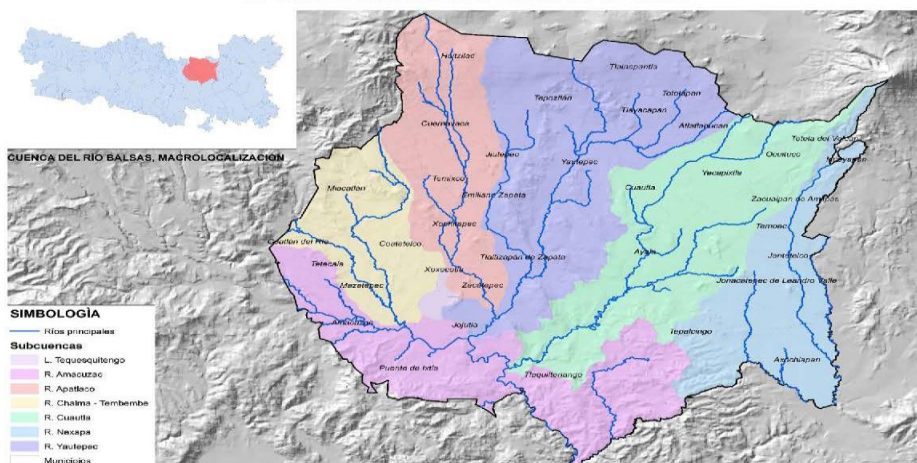 CUENCA DEL RÍO BALSAS, MACROLOCALIZACIÓN
SIMBOLOGÌA
Ríos principales
Subcuencas
L. Tequesquitengo
R. Amacuzac
R. Apatlaco
R. Chalma - Tembembe
R. Cuautla
R. Nexapa
R. Yautepec
Municipios
Huitzilac
Tlalnepantla
Tepoztlán
Totolapan
Tlayacapan
Cuernavaca
Atlatlahucan
Tetela del Volcán
Jiutepec
Yautepec
Ocuituco
Yecapixtla
Temixco
Miacatlán
Emiliano Zapata
Cuautla
Zacualpan de Amilpas
Xochitepec
Temoac
Coatlán del Río
Coatetelco
Ayala
Jantetelco
Tetecala
Xoxocotla
Tlaltizapán de Zapata
Mazatepec
Zacatepec
Jonacatepec de Leandro Valle
Amacuzac
Jojutla
Tepalcingo
Axochiapan
Puente de Ixtla
Tlaquiltenango